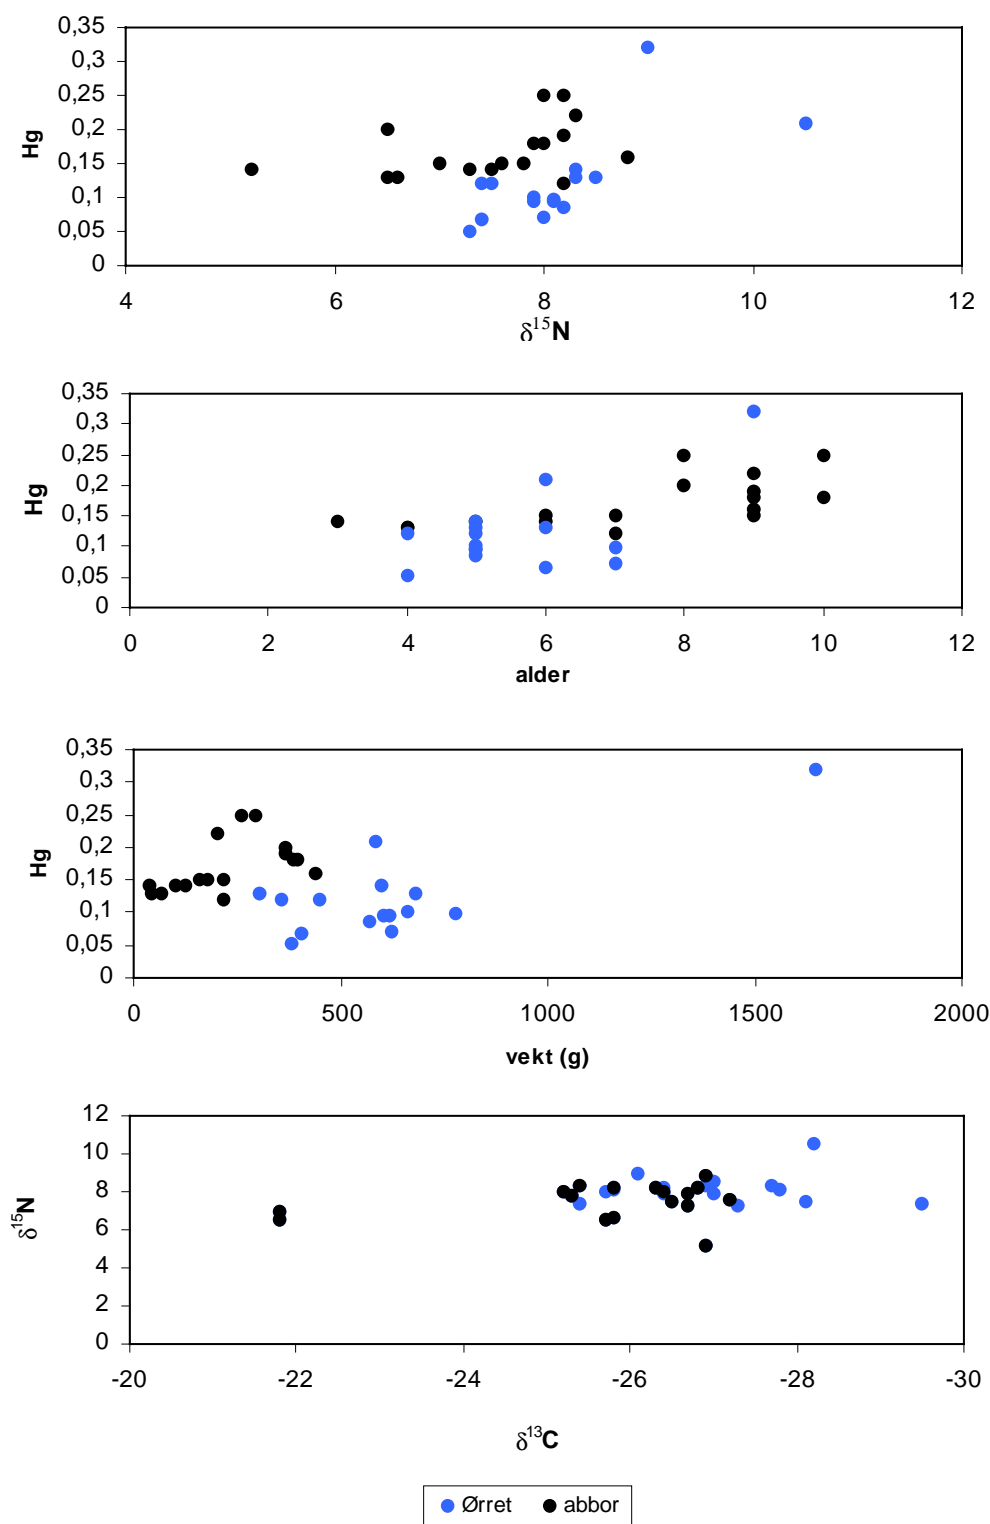 0,35
0,3
0,25
0,2
0,15
0,1
0,05
0
Hg
4 6 8 10 12
δ¹⁵N
0,35
0,3
0,25
0,2
0,15
0,1
0,05
0
Hg
0 2 4 6 8 10 12
alder
0,35
0,3
0,25
0,2
0,15
0,1
0,05
0
Hg
0 500 1000 1500 2000
vekt (g)
12
10
8
6
4
2
0
δ¹⁵N
-20 -22 -24 -26 -28 -30
δ¹³C
Ørret abbor